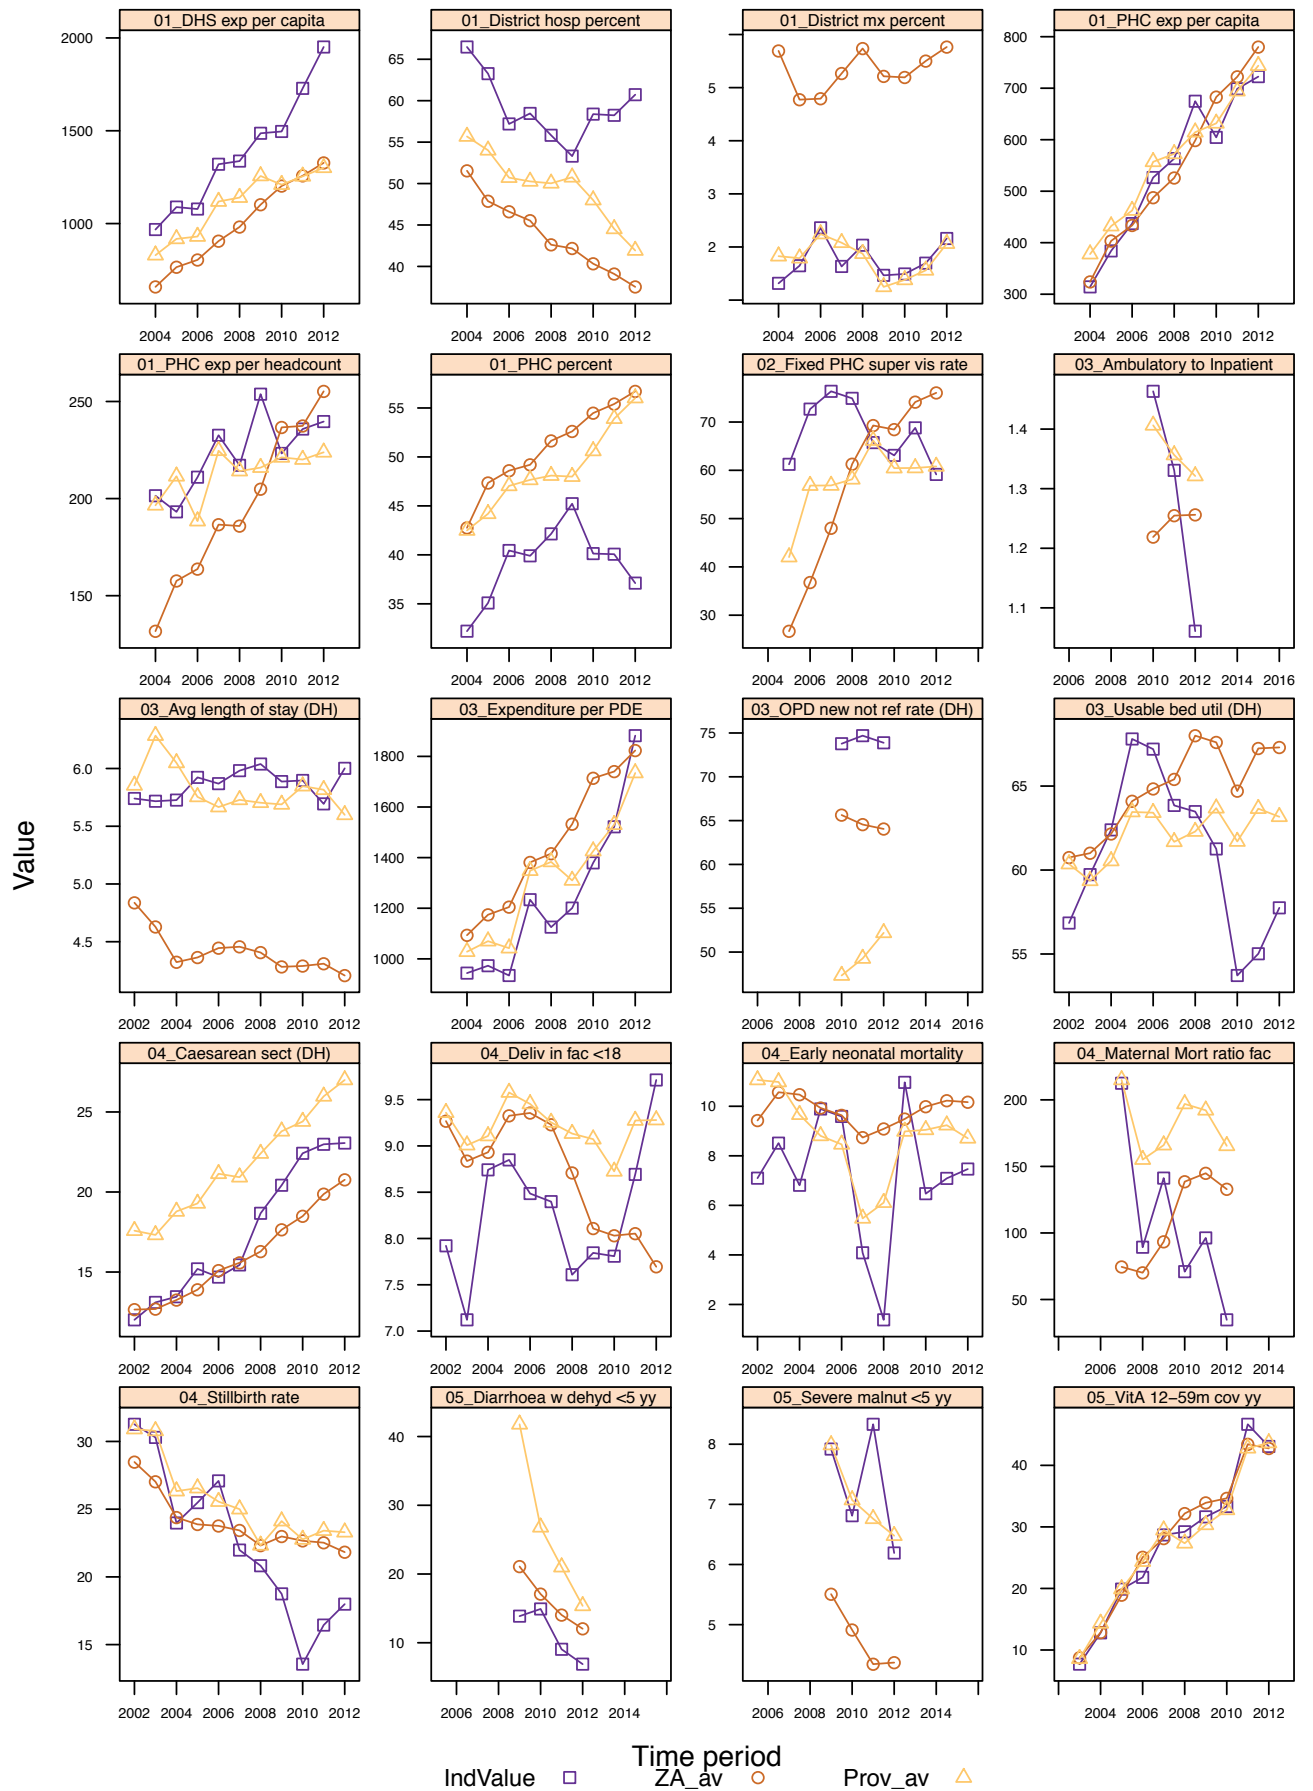 01_DHS exp per capita 01_District hosp percent 01_District mx percent 01_PHC exp per capita
2000 65 5 800
1500 60 4 700
1000 55 3 600
50 2 500
45 400
40 300
2004 2006 2008 2010 2012 2004 2006 2008 2010 2012 2004 2006 2008 2010 2012 2004 2006 2008 2010 2012
01_PHC exp per headcount 01_PHC percent 02_Fixed PHC super vis rate 03_Ambulatory to Inpatient
250 55 70 1.4
200 50 60 1.3
150 45 50 1.2
40 40 1.1
35 30
2004 2006 2008 2010 2012 2004 2006 2008 2010 2012 2004 2006 2008 2010 2012 2006 2008 2010 2012 2014 2016
03_Avg length of stay (DH) 03_Expenditure per PDE 03_OPD new not ref rate (DH) 03_Usable bed util (DH)
6.0 1800 75 65
5.5 1600 70 60
5.0 1400 65 55
4.5 1200 60
1000 55
50
2002 2004 2006 2008 2010 2012 2004 2006 2008 2010 2012 2006 2008 2010 2012 2014 2016 2002 2004 2006 2008 2010 2012
04_Caesarean sect (DH) 04_Deliv in fac <18 04_Early neonatal mortality 04_Maternal Mort ratio fac
25 9.5 10 200
20 9.0 8 150
15 8.5 6 100
8.0 4 50
7.5 2
7.0
2002 2004 2006 2008 2010 2012 2002 2004 2006 2008 2010 2012 2002 2004 2006 2008 2010 2012 2006 2008 2010 2012 2014
04_Stillbirth rate 05_Diarrhoea w dehyd <5 yy 05_Severe malnut <5 yy 05_VitA 12−59m cov yy
30 40 8 40
25 30 7 30
20 20 6 20
15 10 5 10
2002 2004 2006 2008 2010 2012 2006 2008 2010 2012 2014 2006 2008 2010 2012 2014 2004 2006 2008 2010 2012
Value
Time period
IndValue ZA_av Prov_av